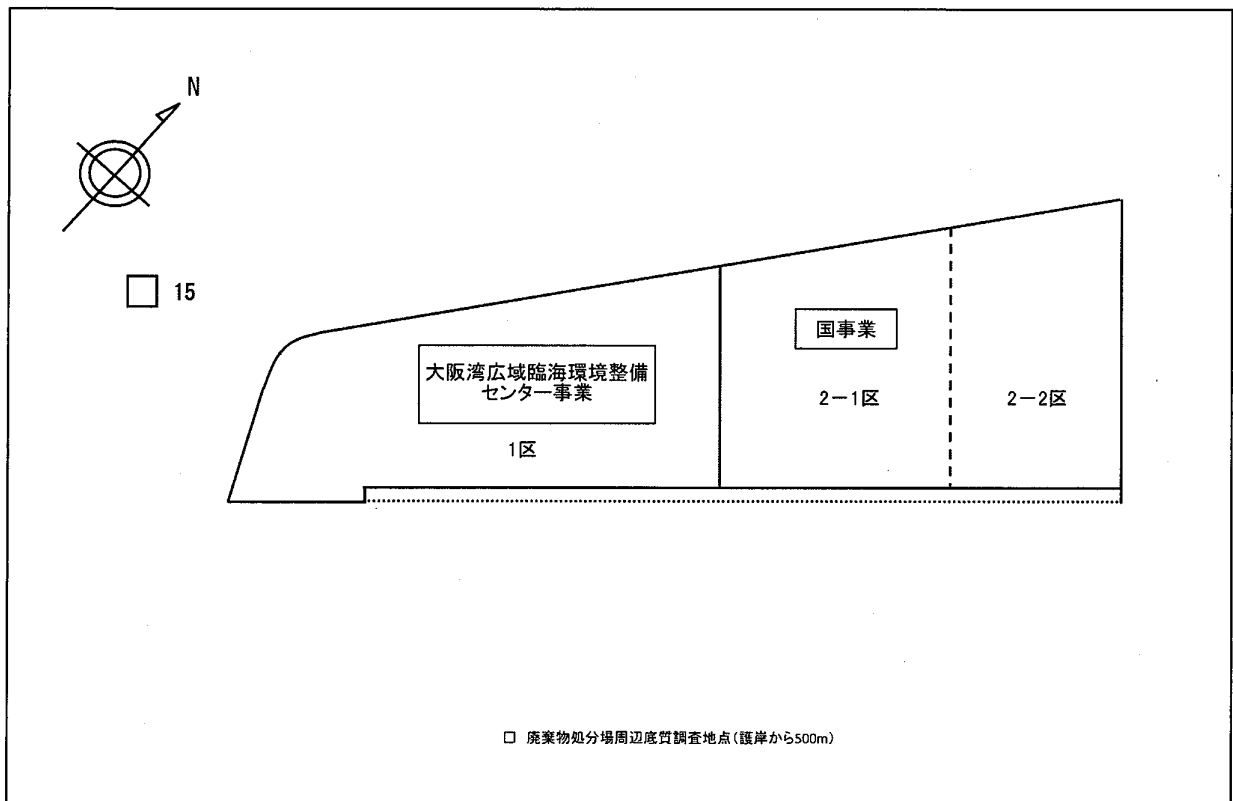 N
15
国事業
大阪湾広域臨海環境整備
センター事業
2-1区
2-2区
1区
□ 廃棄物処分場周辺底質調査地点(護岸から500m)